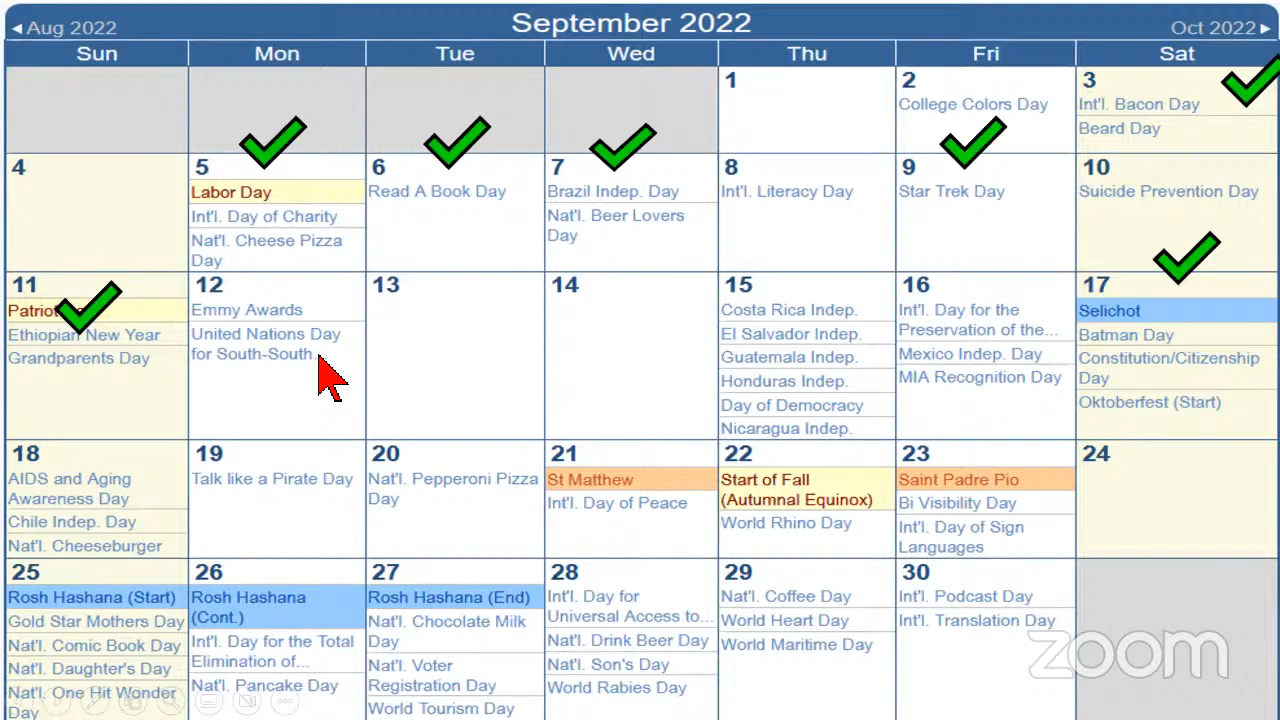 ◄ Aug 2022 September 2022 Oct 2022 ►
Sun Mon Tue Wed Thu Fri Sat
1 2 3
College Colors Day Int'l. Bacon Day
Beard Day
4 5 6 7 8 9 10
Labor Day Read A Book Day Brazil Indep. Day Int'l. Literacy Day Star Trek Day Suicide Prevention Day
Int'l. Day of Charity Nat'l. Beer Lovers
Nat'l. Cheese Pizza Day
Day
11 12 13 14 15 16 17
Emmy Awards Costa Rica Indep. Int'l. Day for the Selichot
Ethiopian New Year United Nations Day El Salvador Indep. Preservation of the... Batman Day
Grandparents Day for South-South Guatemala Indep. Mexico Indep. Day Constitution/Citizenship
Honduras Indep. MIA Recognition Day Day
Day of Democracy Oktoberfest (Start)
Nicaragua Indep.
18 19 20 21 22 23 24
AIDS and Aging Talk like a Pirate Day Nat'l. Pepperoni Pizza St Matthew Start of Fall Saint Padre Pio
Awareness Day Day Int'l. Day of Peace (Autumnal Equinox) Bi Visibility Day
Chile Indep. Day World Rhino Day Int'l. Day of Sign
Nat'l. Cheeseburger Languages
25 26 27 28 29 30
Rosh Hashana (Start) Rosh Hashana Rosh Hashana (End) Int'l. Day for Nat'l. Coffee Day Int'l. Podcast Day
Gold Star Mothers Day (Cont.) Nat'l. Chocolate Milk Universal Access to... World Heart Day Int'l. Translation Day
Nat'l. Comic Book Day Int'l. Day for the Total Day Nat'l. Drink Beer Day World Maritime Day
Nat'l. Daughter's Day Elimination of... Nat'l. Voter Nat'l. Son's Day
Nat'l. One Hit Wonder Nat'l. Pancake Day Registration Day World Rabies Day
Day World Tourism Day
zoom